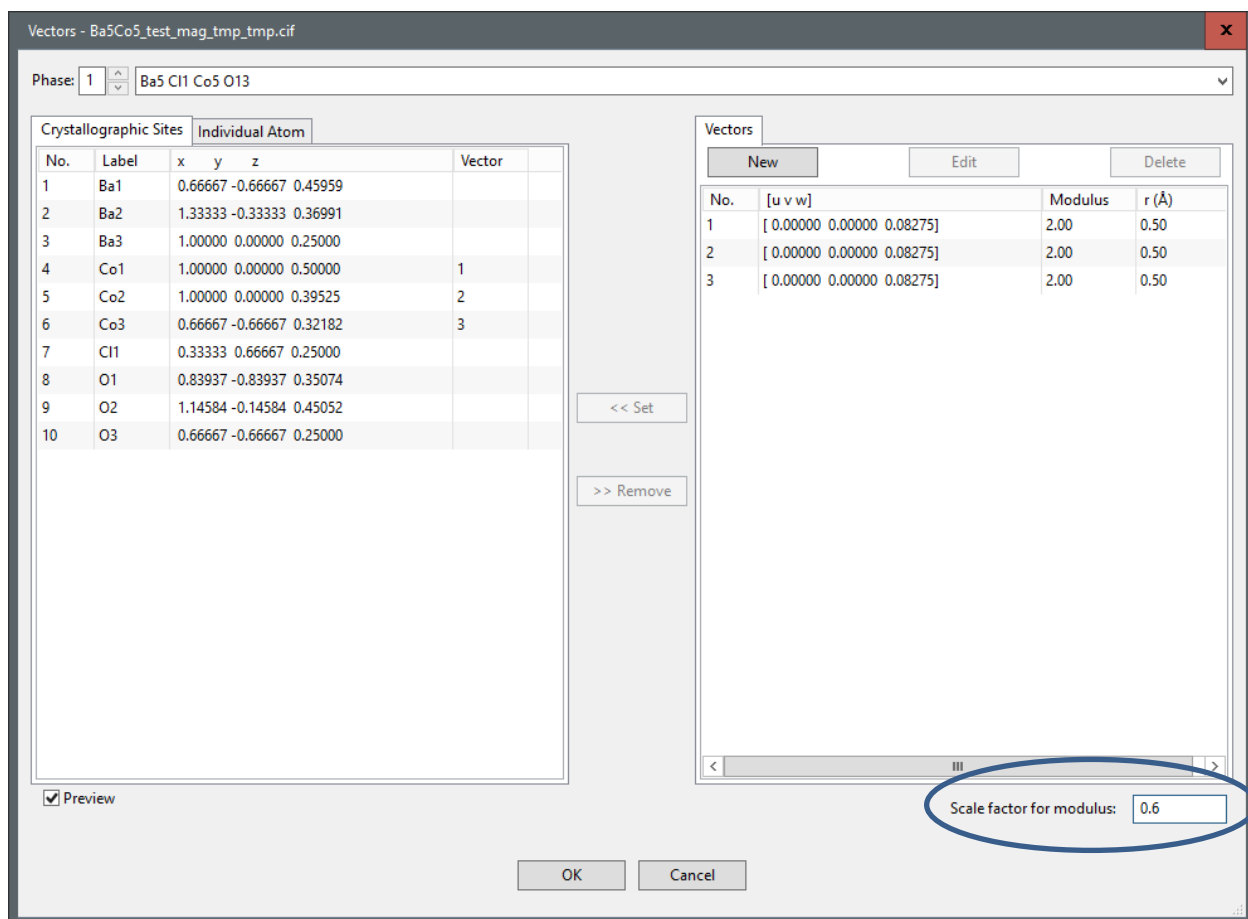 Vectors - Ba5Co5_test_mag_tmp_tmp.cif
x
Phase: 1 Ba5 Cl1 Co5 O13
Crystallographic Sites Individual Atom
No. Label x y z Vector
1 Ba1 0.66667 -0.66667 0.45959
2 Ba2 1.33333 -0.33333 0.36991
3 Ba3 1.00000 0.00000 0.25000
4 Co1 1.00000 0.00000 0.50000 1
5 Co2 1.00000 0.00000 0.39525 2
6 Co3 0.66667 -0.66667 0.32182 3
7 Cl1 0.33333 0.66667 0.25000
8 O1 0.83937 -0.83937 0.35074
9 O2 1.14584 -0.14584 0.45052
10 O3 0.66667 -0.66667 0.25000
Preview
<< Set
>> Remove
Vectors
New Edit Delete
No. [u v w] Modulus r (Å)
1 [ 0.00000 0.00000 0.08275] 2.00 0.50
2 [ 0.00000 0.00000 0.08275] 2.00 0.50
3 [ 0.00000 0.00000 0.08275] 2.00 0.50
Scale factor for modulus: 0.6
OK Cancel